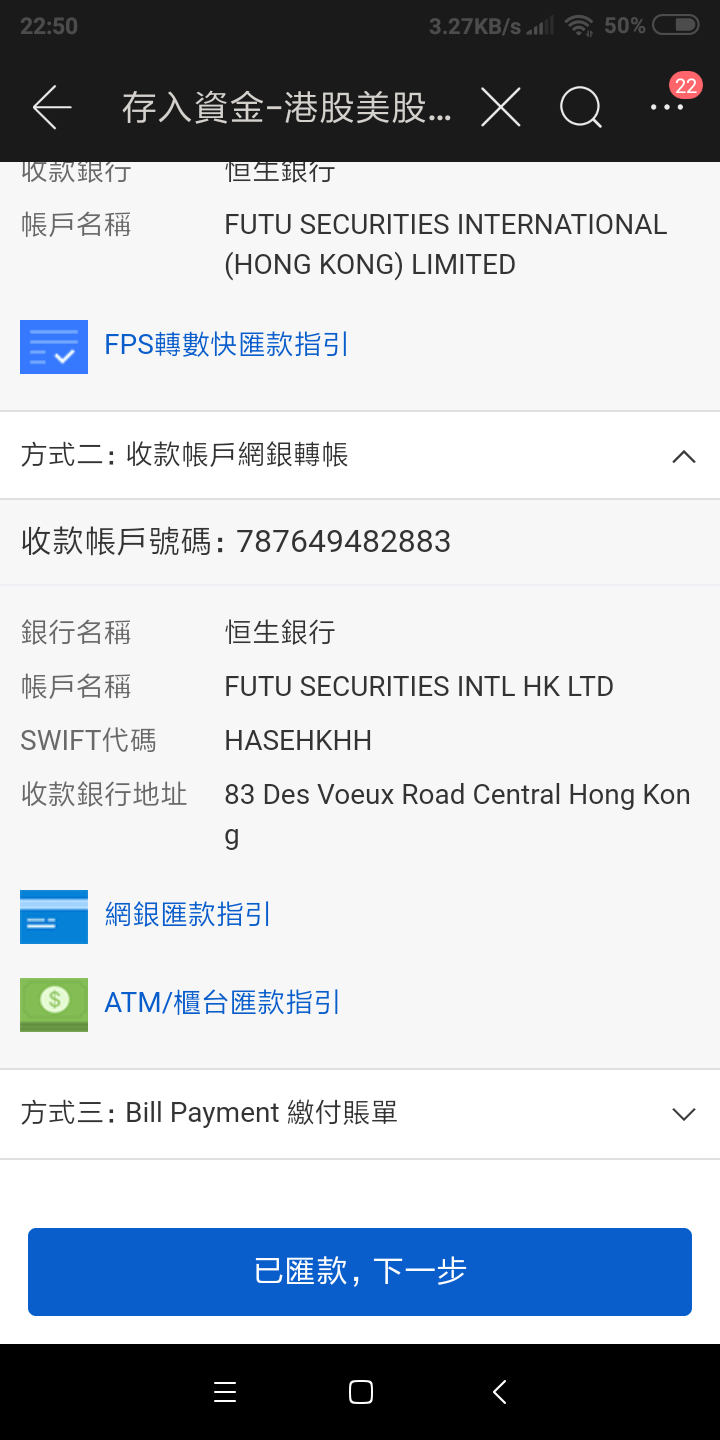 22:50
3.27KB/s
50%
存入資金-港股美股...
22
收款銀行
恒生銀行
帳戶名稱
FUTU SECURITIES INTERNATIONAL
(HONG KONG) LIMITED
FPS轉數快匯款指引
方式二：收款帳戶網銀轉帳
收款帳戶號碼：787649482883
銀行名稱
恒生銀行
帳戶名稱
FUTU SECURITIES INTL HK LTD
SWIFT代碼
HASEHKHH
收款銀行地址
83 Des Voeux Road Central Hong Kon
g
網銀匯款指引
$
ATM/櫃台匯款指引
方式三：Bill Payment 繳付賬單
已匯款，下一步